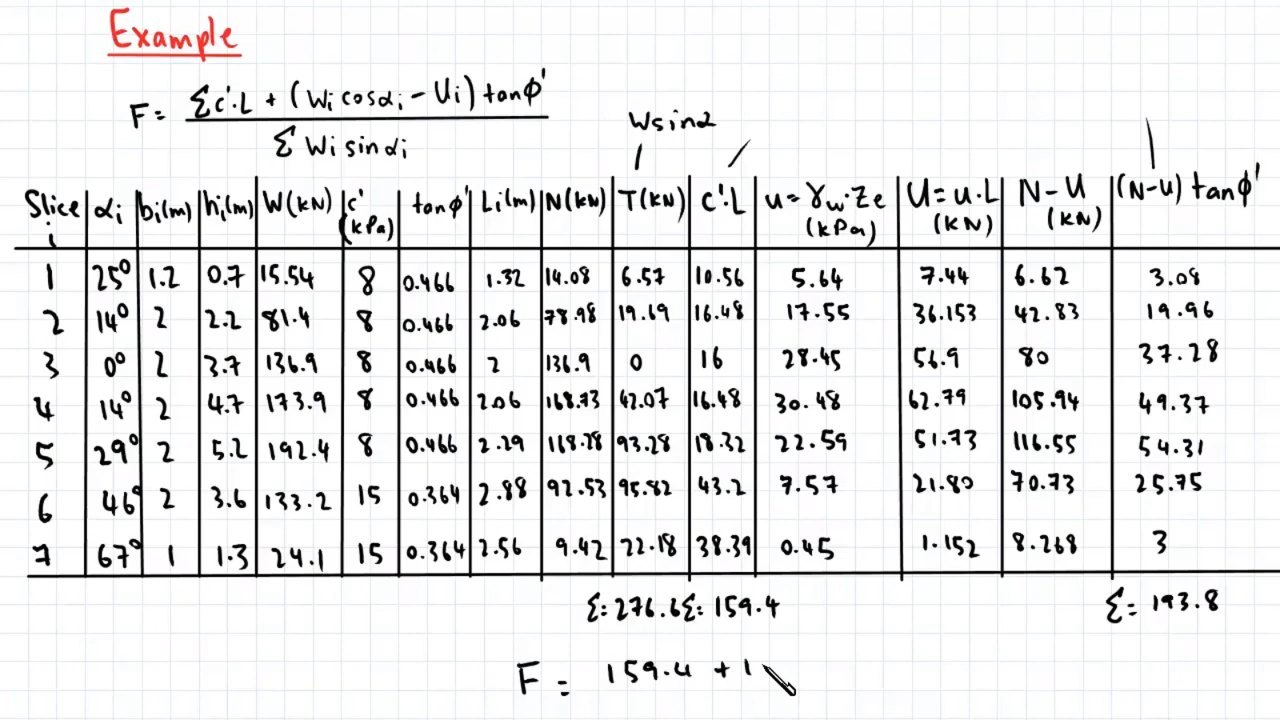 Example
F = Σc'.L + (Wi cosαi - Ui) tanϕ'
Σ Wi sinαi
Wsinα
Slice i | αi | bi(m) | hi(m) | W(kN) | c' (kPa) | tanϕ' | Li(m) | N(kN) | T(kN) | c'.L | u = γw.Ze (kPa) | U = u.L (kN) | N-U (kN) | (N-U) tanϕ'
1 | 25° | 1.2 | 0.7 | 15.54 | 8 | 0.466 | 1.32 | 14.08 | 6.57 | 10.56 | 5.64 | 7.44 | 6.62 | 3.08
2 | 14° | 2 | 2.2 | 81.4 | 8 | 0.466 | 2.06 | 78.98 | 19.69 | 16.48 | 17.55 | 36.153 | 42.83 | 19.96
3 | 0° | 2 | 3.7 | 136.9 | 8 | 0.466 | 2 | 136.9 | 0 | 16 | 28.45 | 56.9 | 80 | 37.28
4 | 14° | 2 | 4.7 | 173.9 | 8 | 0.466 | 2.06 | 168.73 | 42.07 | 16.48 | 30.48 | 62.79 | 105.94 | 49.37
5 | 29° | 2 | 5.2 | 192.4 | 8 | 0.466 | 2.29 | 168.28 | 93.28 | 18.32 | 22.59 | 51.73 | 116.55 | 54.31
6 | 46° | 2 | 3.6 | 133.2 | 15 | 0.364 | 2.88 | 92.53 | 95.82 | 43.2 | 7.57 | 21.80 | 70.73 | 25.75
7 | 67° | 1 | 1.3 | 24.1 | 15 | 0.364 | 2.56 | 9.42 | 22.18 | 38.39 | 0.45 | 1.152 | 8.268 | 3
Σ: 276.6 Σ: 159.4 Σ= 193.8
F = 159.4 + 1